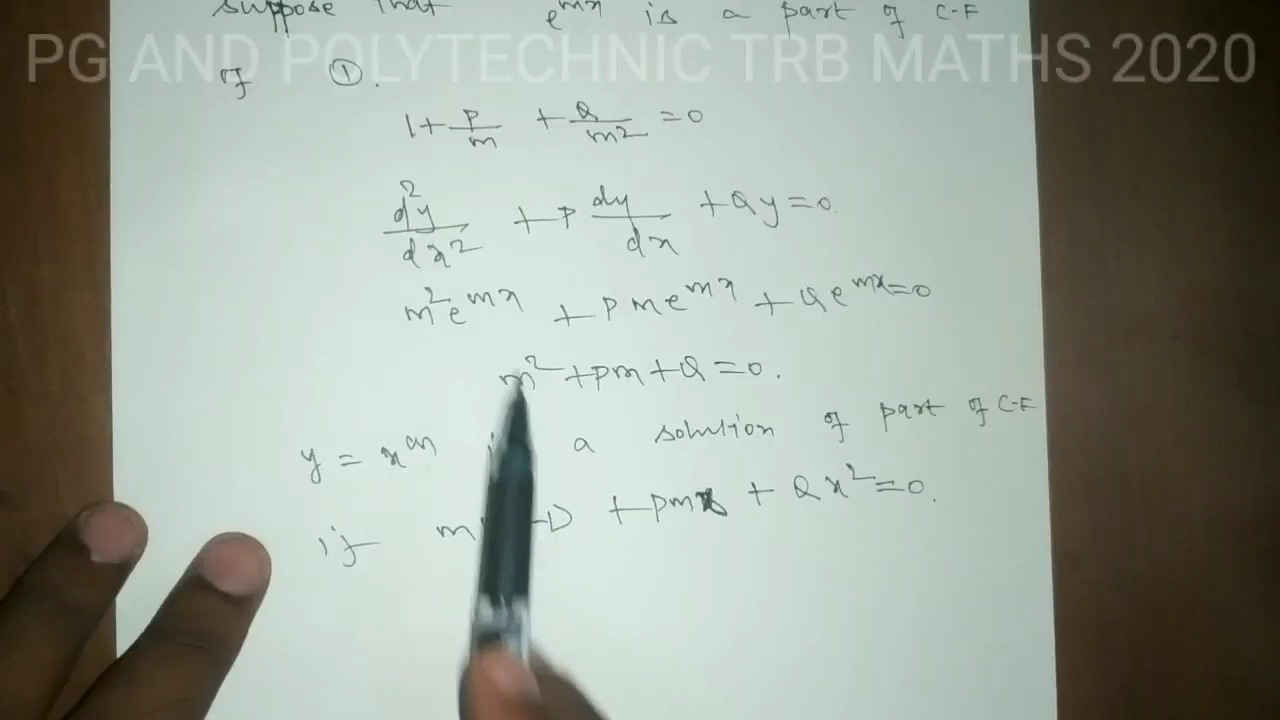 suppose that e^mx is a part of C-F
PG AND POLYTECHNIC TRB MATHS 2020
of ①.
1 + P/m + Q/m² = 0
d²y/dx² + P dy/dx + Qy = 0.
m²e^mx + Pme^mx + Qe^mx = 0
m² + Pm + Q = 0.
y = x^m a solution of part of C-F
if m + Pmx + Qx² = 0.